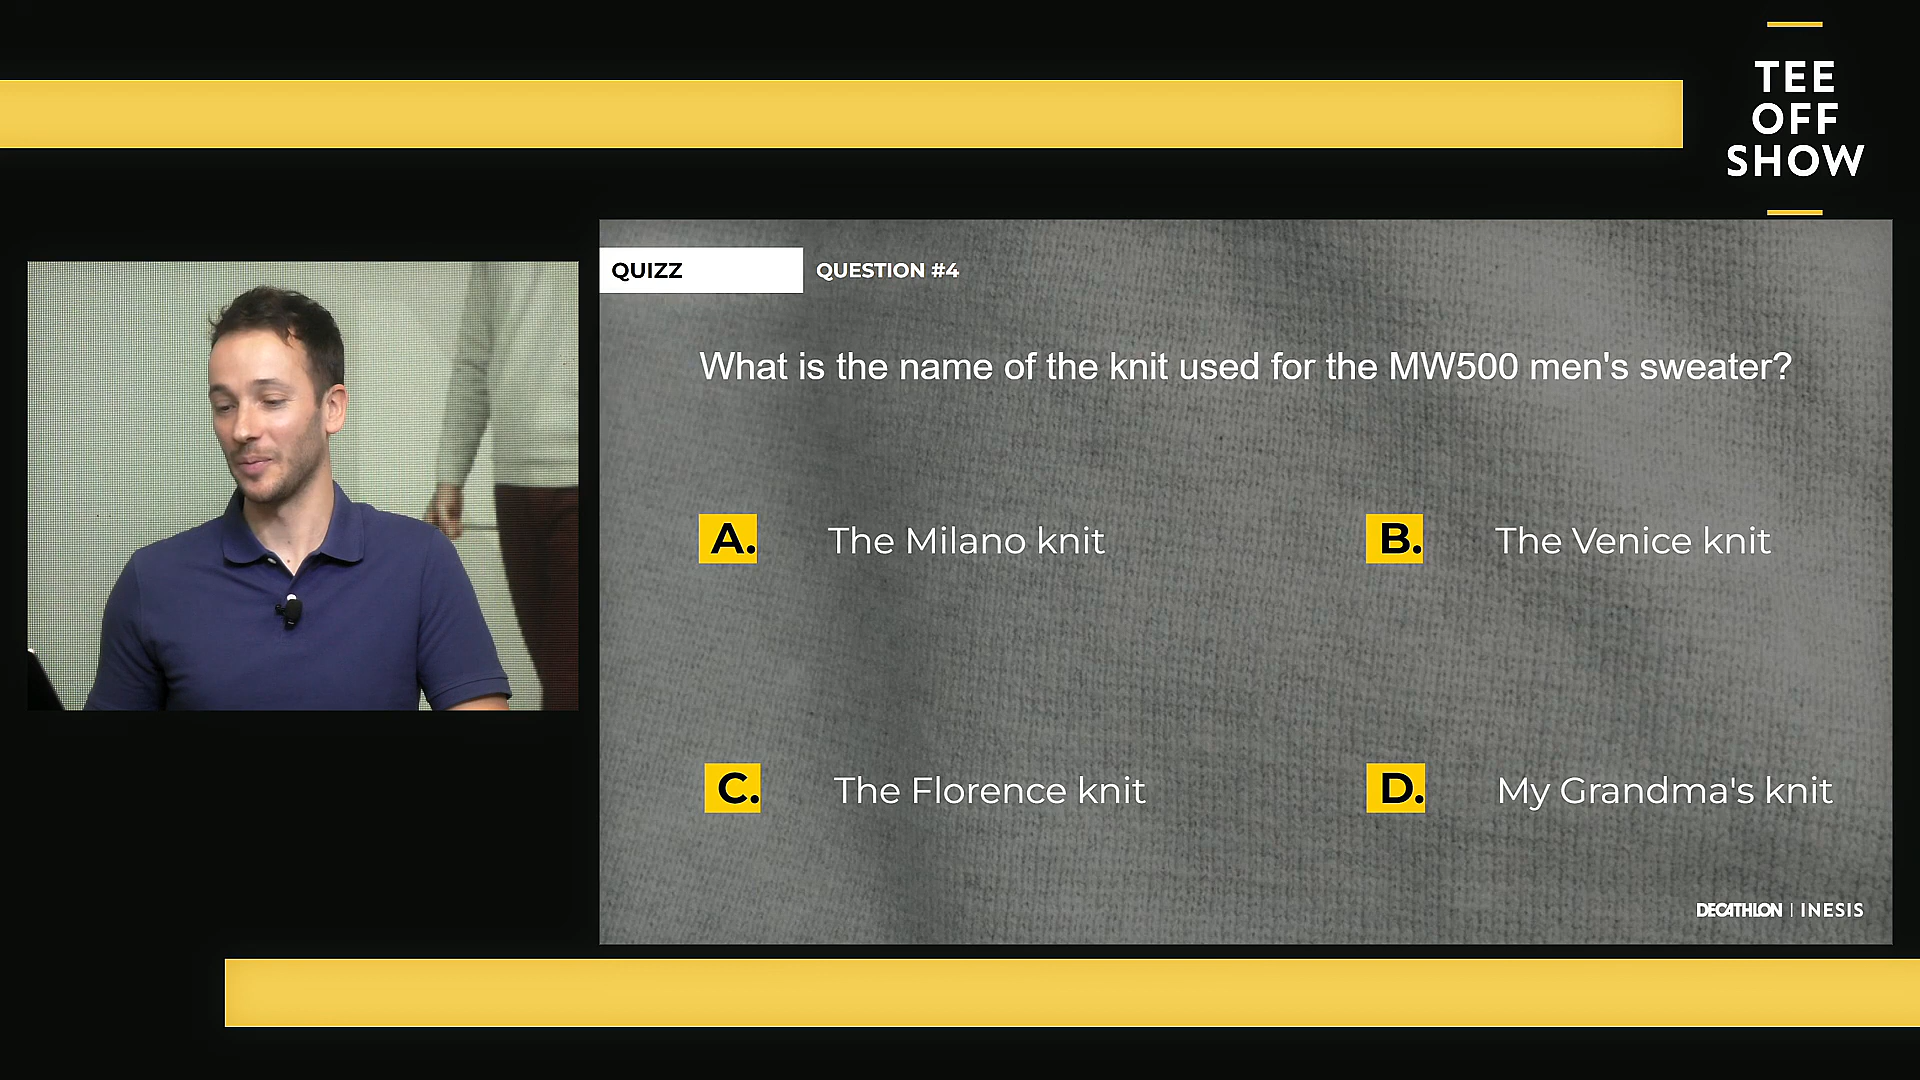 TEE
OFF
SHOW
QUIZZ
QUESTION #4
What is the name of the knit used for the MW500 men's sweater?
A. The Milano knit
B. The Venice knit
C. The Florence knit
D. My Grandma's knit
DECATHLON | INESIS